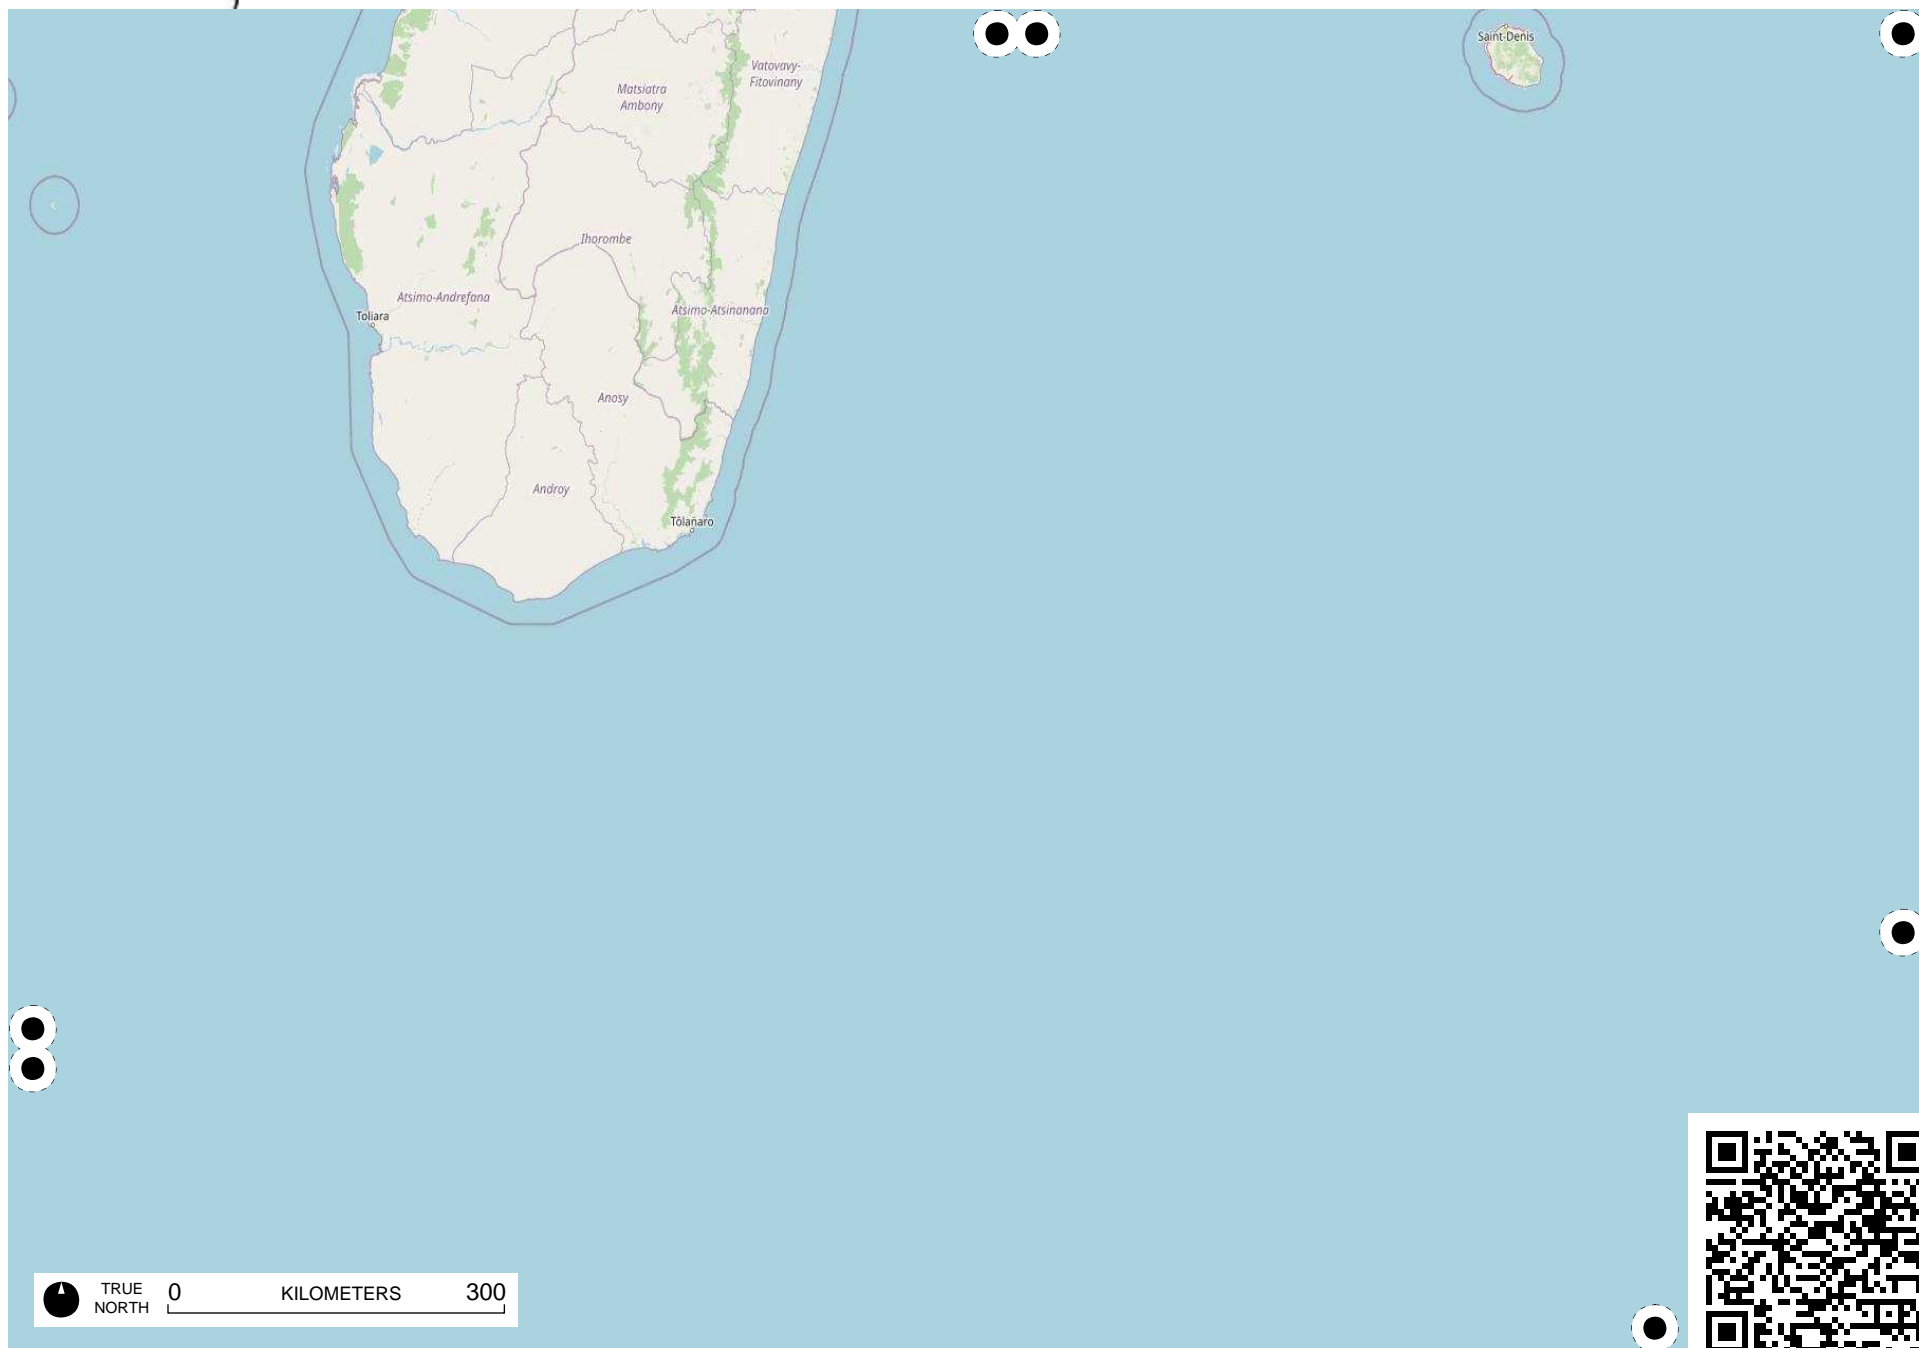 Saint-Denis
Vatovavy-
Fitovinany
Matsiatra
Ambony
Ihorombe
Atsimo-Andrefana
Atsimo-Atsinanana
Toliara
Anosy
Androy
Tôlanaro
TRUE
NORTH
0 KILOMETERS 300